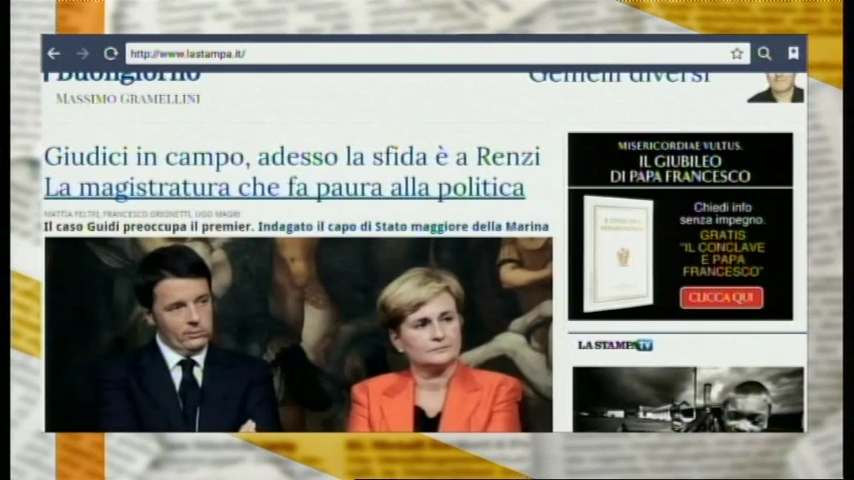 http://www.lastampa.it/
Buongiorno
Gemelli diversi
MASSIMO GRAMELLINI
Giudici in campo, adesso la sfida è a Renzi
La magistratura che fa paura alla politica
MATTIA FELTRI, FRANCESCO GRIGNETTI, UGO MAGRI
Il caso Guidi preoccupa il premier. Indagato il capo di Stato maggiore della Marina
MISERICORDIAE VULTUS.
IL GIUBILEO
DI PAPA FRANCESCO
Chiedi info
senza impegno.
GRATIS
"IL CONCLAVE
E PAPA
FRANCESCO"
CLICCA QUI
LA STAMPA TV